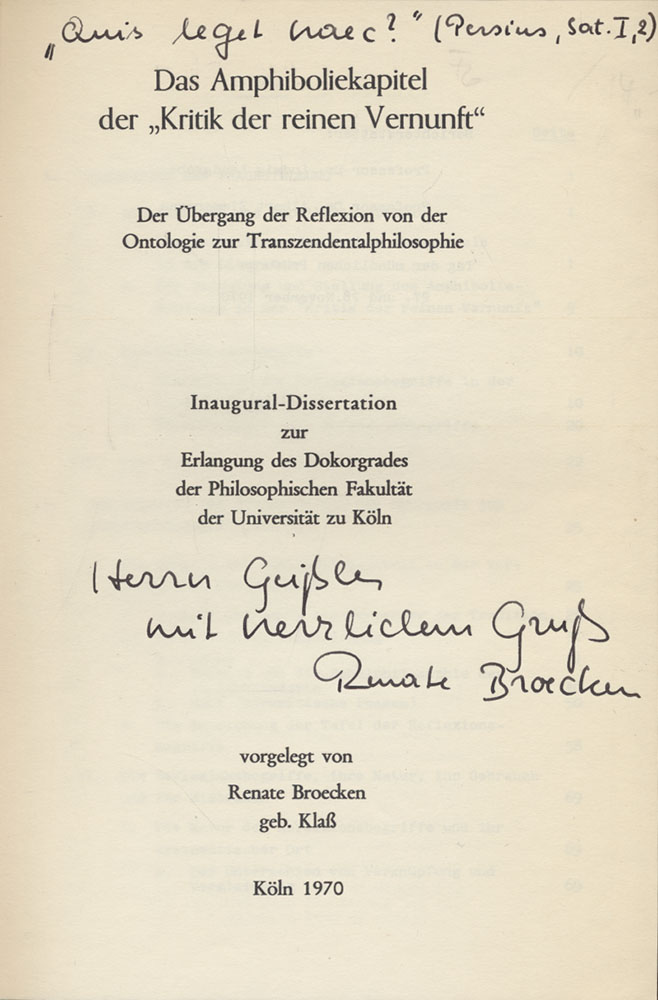 „Quis leget haec?“ (Persius, Sat. I, 2)
Das Amphiboliekapitel
der „Kritik der reinen Vernunft“
Der Übergang der Reflexion von der
Ontologie zur Transzendentalphilosophie
Inaugural-Dissertation
zur
Erlangung des Dokorgrades
der Philosophischen Fakultät
der Universität zu Köln
Herrn Geißler
mit herzlichem Gruß
Renate Broecken
vorgelegt von
Renate Broecken
geb. Klaß
Köln 1970